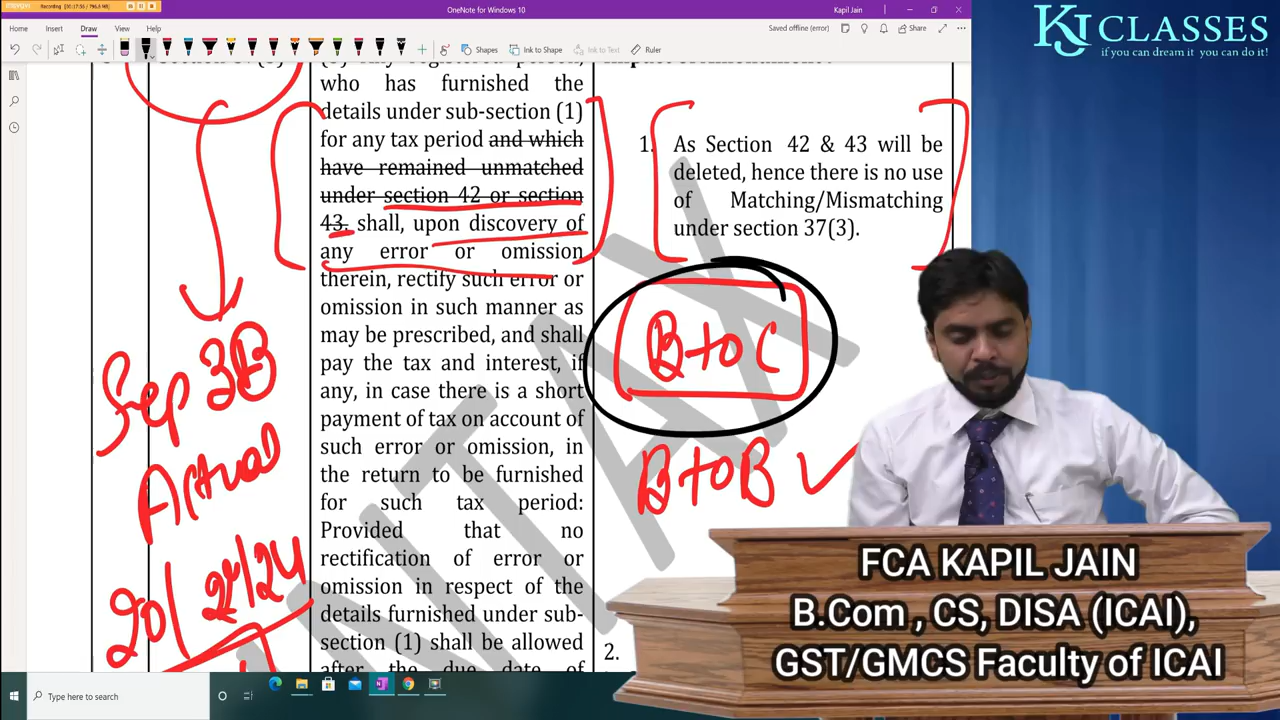 OneNote for Windows 10
Kapil Jain
Home Insert Draw View Help
Saved offline (error)
Share
Shapes
Ink to Shape
Ink to Text
Ruler
who has furnished the
details under sub-section (1)
for any tax period and which
have remained unmatched
under section 42 or section
43. shall, upon discovery of
any error or omission
therein, rectify such error or
omission in such manner as
may be prescribed, and shall
pay the tax and interest, if
any, in case there is a short
payment of tax on account of
such error or omission, in
the return to be furnished
for such tax period:
Provided that no
rectification of error or
omission in respect of the
details furnished under sub-
section (1) shall be allowed
after the due date of
1. As Section 42 & 43 will be
deleted, hence there is no use
of Matching/Mismatching
under section 37(3).
B to C
B to B
2.
Sep 3B
Actual
20/24/24
TAX
KJ CLASSES
if you can dream it you can do it!
FCA KAPIL JAIN
B.Com , CS, DISA (ICAI),
GST/GMCS Faculty of ICAI
Type here to search